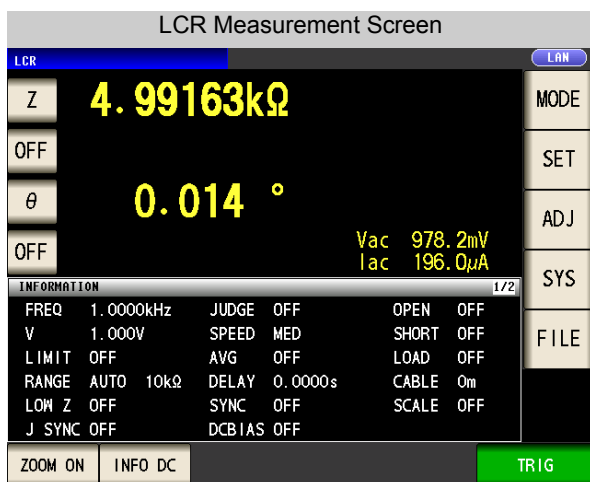 LCR Measurement Screen
LCR LAN
Z 4.99163kΩ MODE
OFF SET
θ 0.014 ° ADJ
OFF Vac 978.2mV
Iac 196.0µA SYS
INFORMATION 1/2
FREQ 1.0000kHz JUDGE OFF OPEN OFF
V 1.000V SPEED MED SHORT OFF FILE
LIMIT OFF AVG OFF LOAD OFF
RANGE AUTO 10kΩ DELAY 0.0000s CABLE 0m
LOW Z OFF SYNC OFF SCALE OFF
J SYNC OFF DCBIAS OFF
ZOOM ON INFO DC TRIG